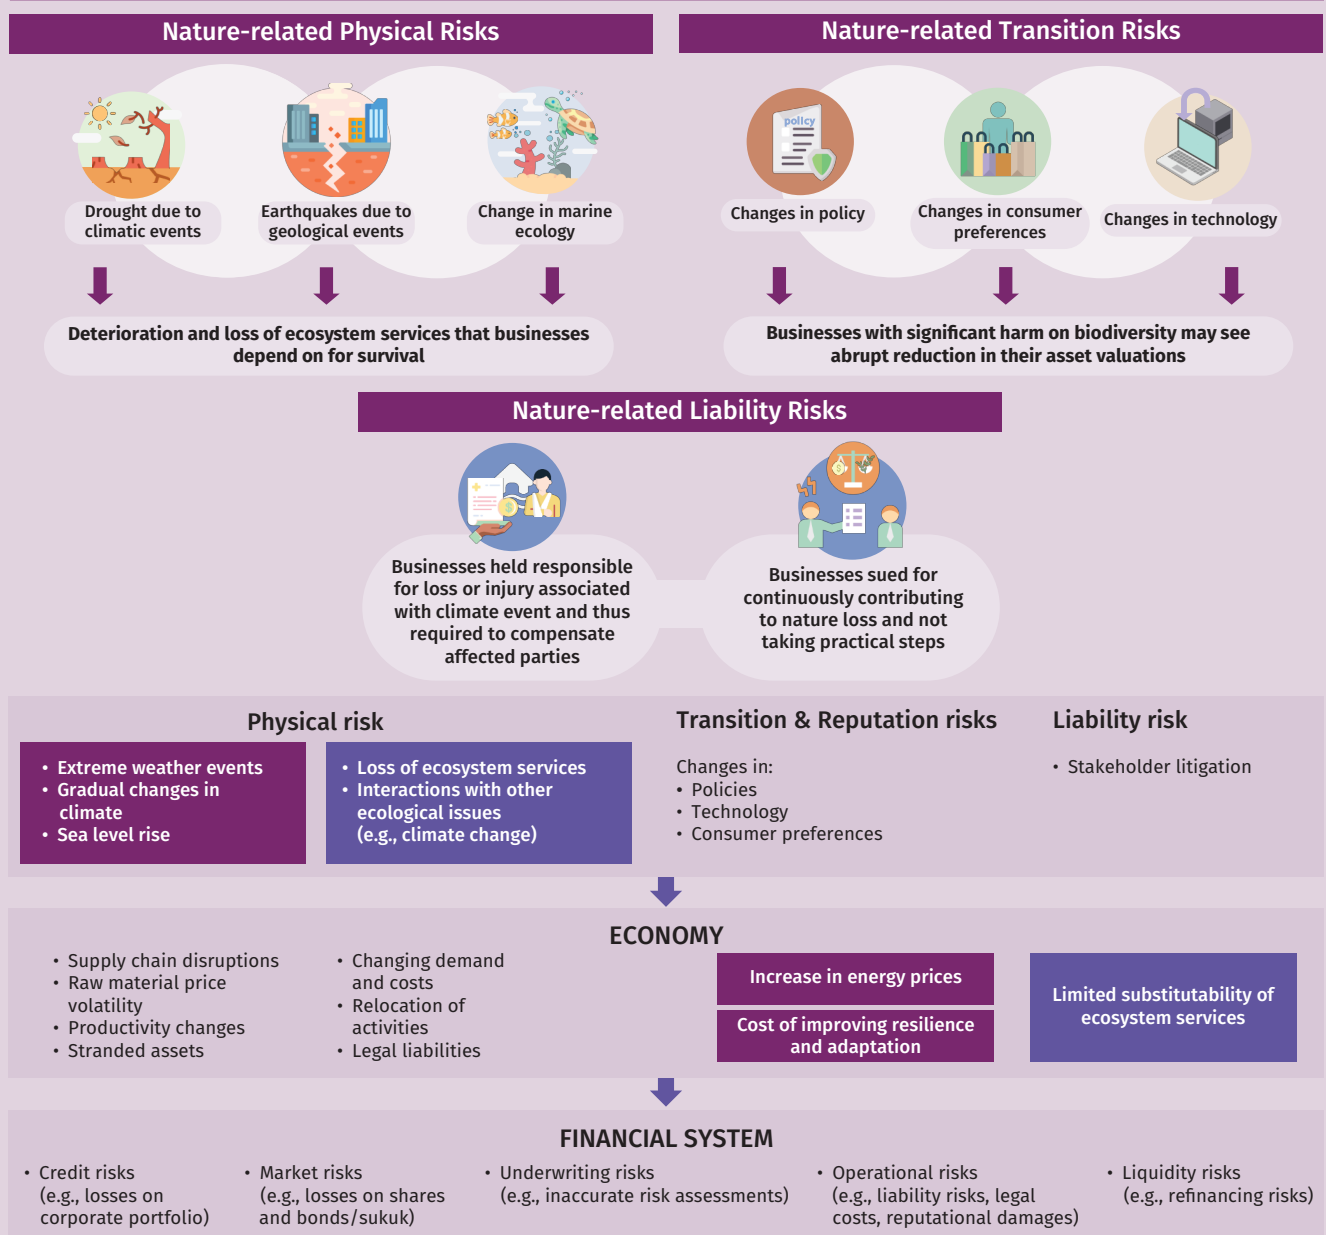 Nature-related Physical Risks
Drought due to
climatic events
Earthquakes due to
geological events
Change in marine
ecology
Deterioration and loss of ecosystem services that businesses
depend on for survival
Nature-related Transition Risks
policy
Changes in policy
Changes in consumer
preferences
Changes in technology
Businesses with significant harm on biodiversity may see
abrupt reduction in their asset valuations
Nature-related Liability Risks
Businesses held responsible
for loss or injury associated
with climate event and thus
required to compensate
affected parties
Businesses sued for
continuously contributing
to nature loss and not
taking practical steps
Physical risk
• Extreme weather events
• Gradual changes in
climate
• Sea level rise
• Loss of ecosystem services
• Interactions with other
ecological issues
(e.g., climate change)
Transition & Reputation risks
Changes in:
• Policies
• Technology
• Consumer preferences
Liability risk
• Stakeholder litigation
ECONOMY
• Supply chain disruptions
• Raw material price
volatility
• Productivity changes
• Stranded assets
• Changing demand
and costs
• Relocation of
activities
• Legal liabilities
Increase in energy prices
Cost of improving resilience
and adaptation
Limited substitutability of
ecosystem services
FINANCIAL SYSTEM
• Credit risks
(e.g., losses on
corporate portfolio)
• Market risks
(e.g., losses on shares
and bonds/sukuk)
• Underwriting risks
(e.g., inaccurate risk assessments)
• Operational risks
(e.g., liability risks, legal
costs, reputational damages)
• Liquidity risks
(e.g., refinancing risks)